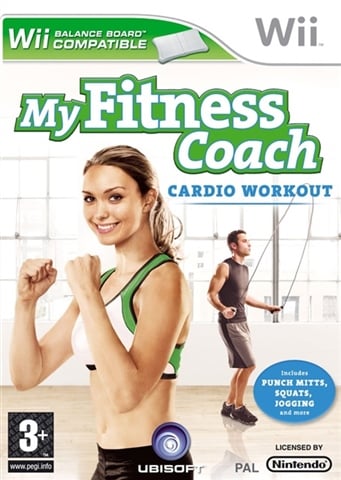 Wii BALANCE BOARD™
COMPATIBLE
Wii™
My Fitness
Coach
CARDIO WORKOUT
Includes
PUNCH MITTS,
SQUATS,
JOGGING
and more
3+
www.pegi.info
UBISOFT
PAL
LICENSED BY
Nintendo